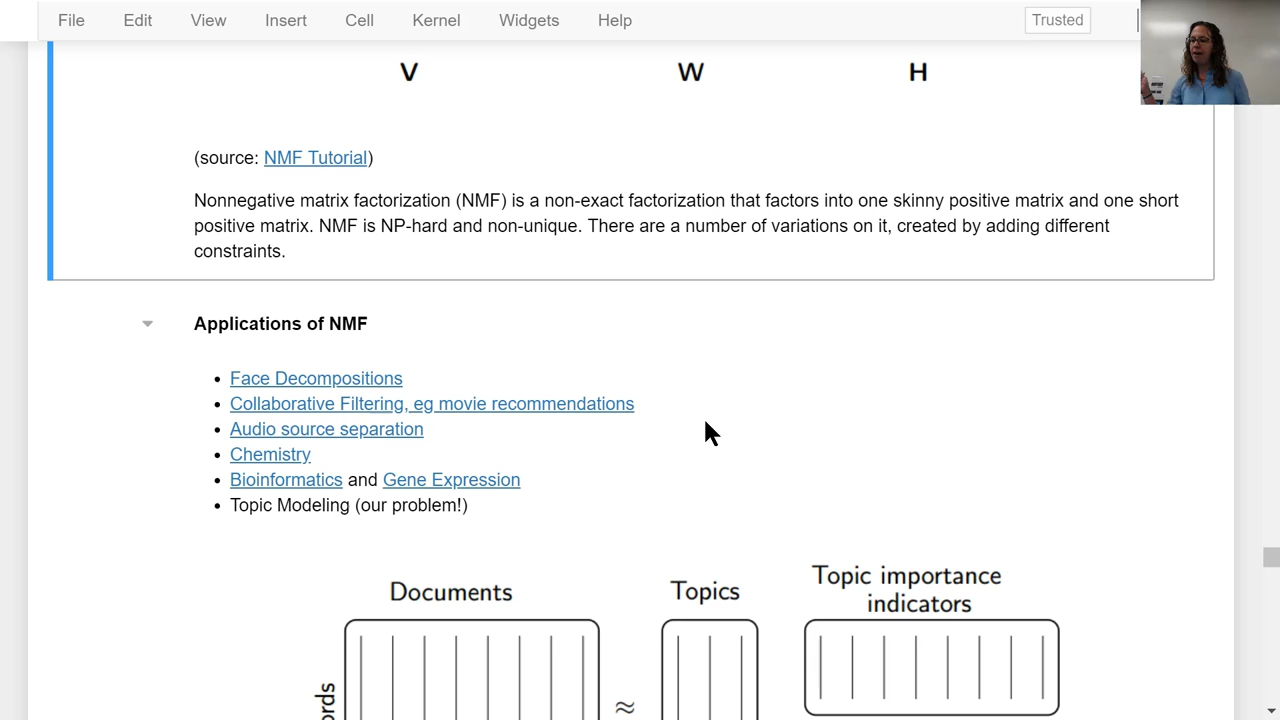 File Edit View Insert Cell Kernel Widgets Help Trusted
V W H
(source: NMF Tutorial)
Nonnegative matrix factorization (NMF) is a non-exact factorization that factors into one skinny positive matrix and one short
positive matrix. NMF is NP-hard and non-unique. There are a number of variations on it, created by adding different
constraints.
Applications of NMF
• Face Decompositions
• Collaborative Filtering, eg movie recommendations
• Audio source separation
• Chemistry
• Bioinformatics and Gene Expression
• Topic Modeling (our problem!)
Documents Topics Topic importance
indicators
≈